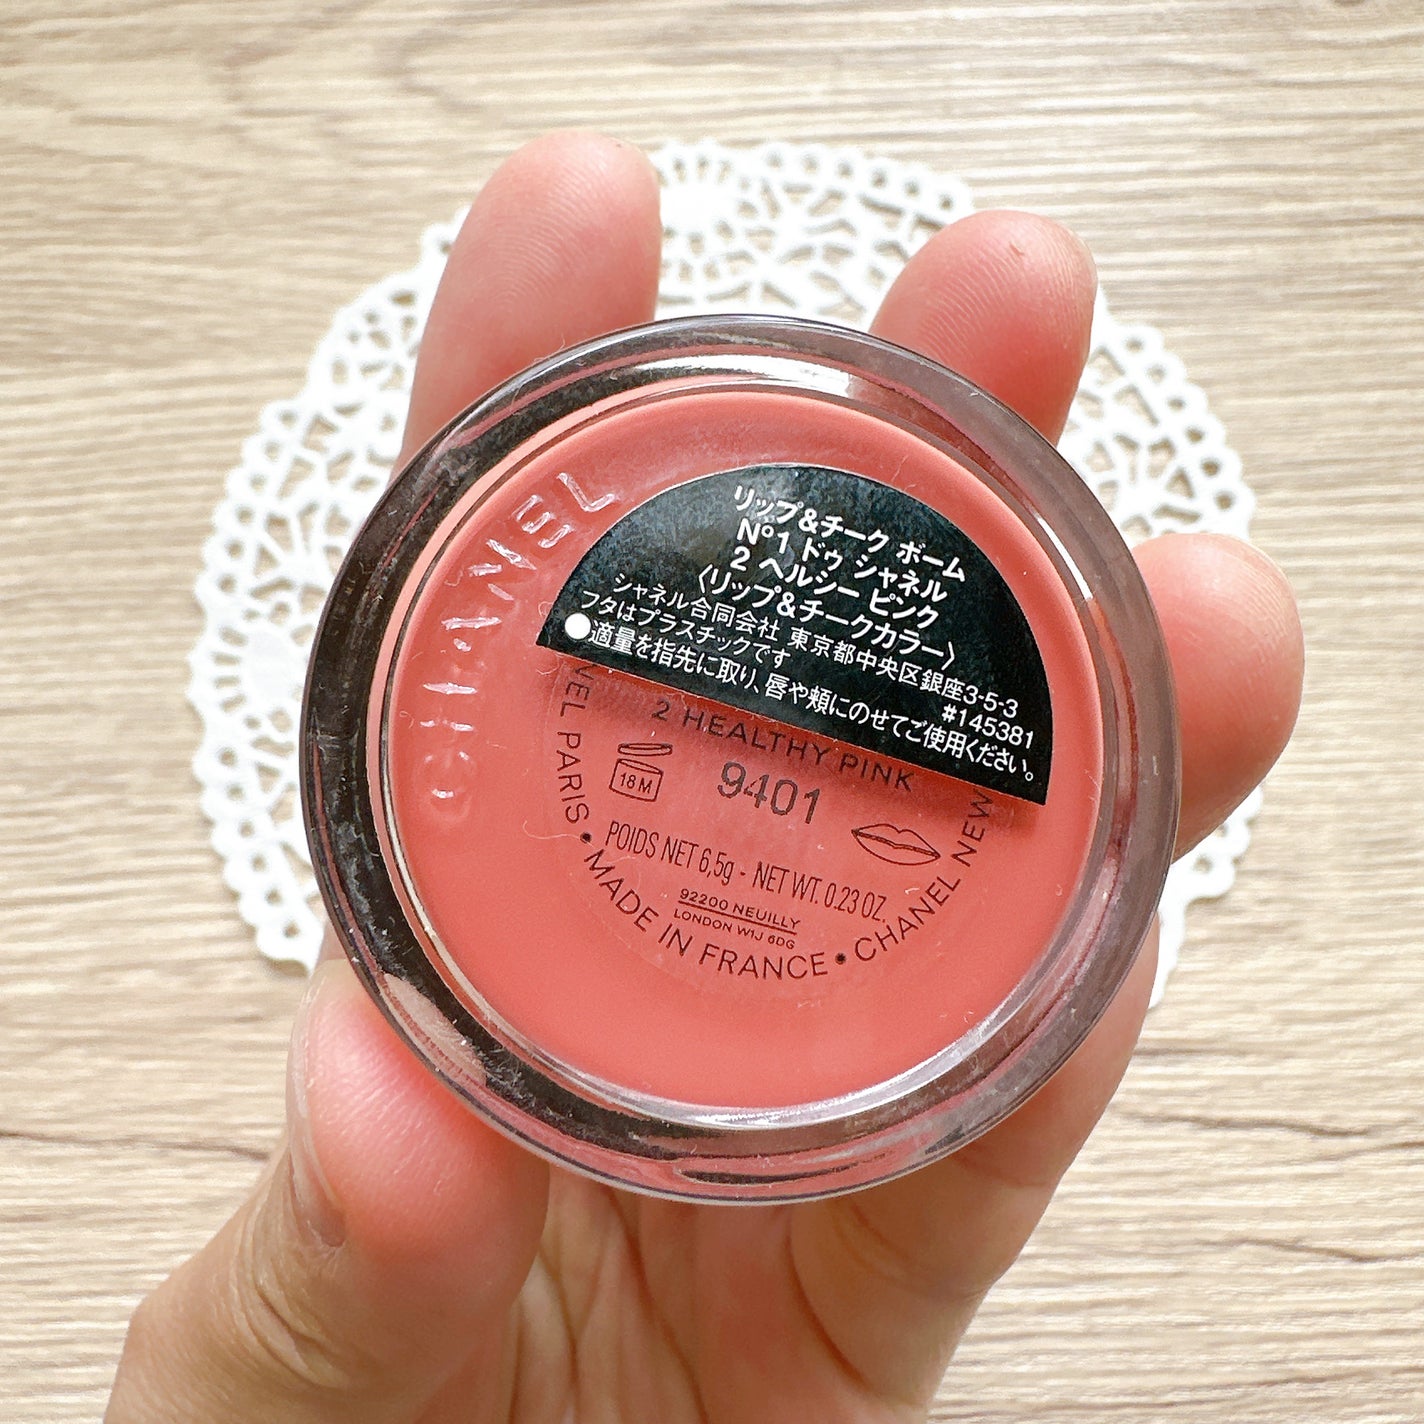 CHANEL
リップ&チーク ボーム
N°1 ドゥ シャネル
2 ヘルシー ピンク
〈リップ&チークカラー〉
シャネル合同会社 東京都中央区銀座3-5-3
フタはプラスチックです #145381
●適量を指先に取り、唇や頬にのせてご使用ください。
2 HEALTHY PINK
18M
9401
POIDS NET 6,5g - NET WT. 0.23 OZ.
92200 NEUILLY
LONDON W1J 6DG
NEL PARIS • MADE IN FRANCE • CHANEL NEW